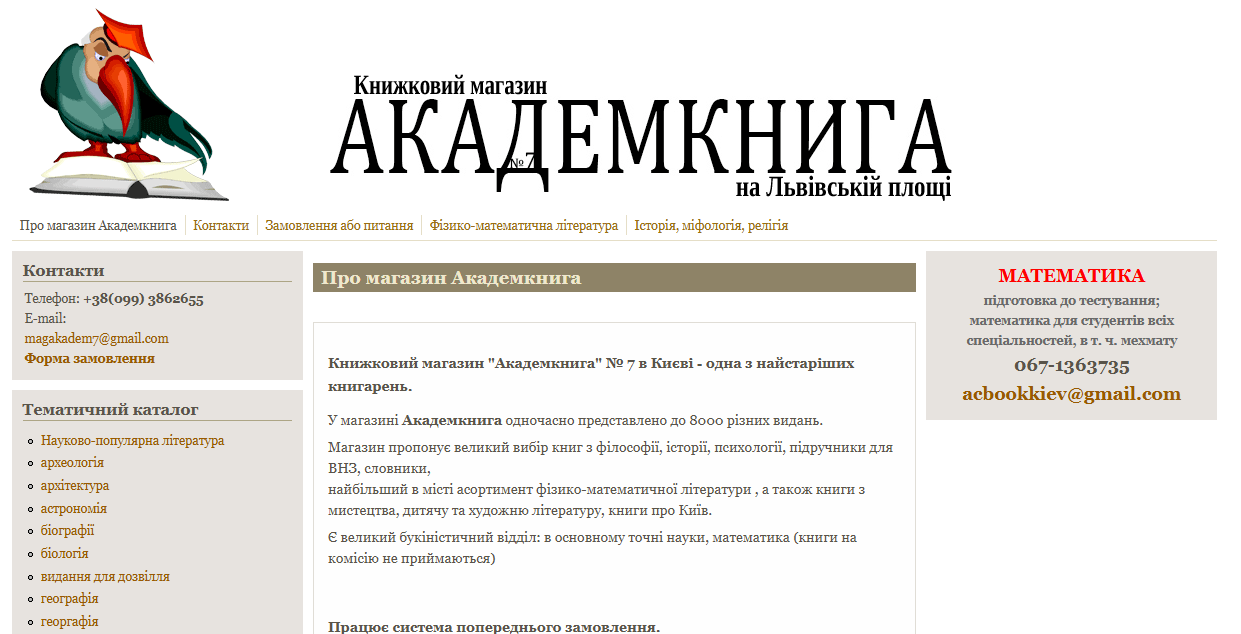 Книжковий магазин
АКАДЕМКНИГА
№7
на Львівській площі
Про магазин Академкнига
Контакти
Замовлення або питання
Фізико-математична література
Історія, міфологія, релігія
Контакти
Телефон: +38(099) 3862655
E-mail:
magakadem7@gmail.com
Форма замовлення
Тематичний каталог
Науково-популярна література
археологія
архітектура
астрономія
біографії
біологія
видання для дозвілля
географія
георгафія
Про магазин Академкнига
Книжковий магазин "Академкнига" № 7 в Києві - одна з найстаріших
книгарень.
У магазині Академкнига одночасно представлено до 8000 різних видань.
Магазин пропонує великий вибір книг з філософії, історії, психології, підручники для
ВНЗ, словники,
найбільший в місті асортимент фізико-математичної літератури , а також книги з
мистецтва, дитячу та художню літературу, книги про Київ.
Є великий букіністичний відділ: в основному точні науки, математика (книги на
комісію не приймаються)
Працює система попереднього замовлення.
МАТЕМАТИКА
підготовка до тестування;
математика для студентів всіх
спеціальностей, в т. ч. мехмату
067-1363735
acbookkiev@gmail.com